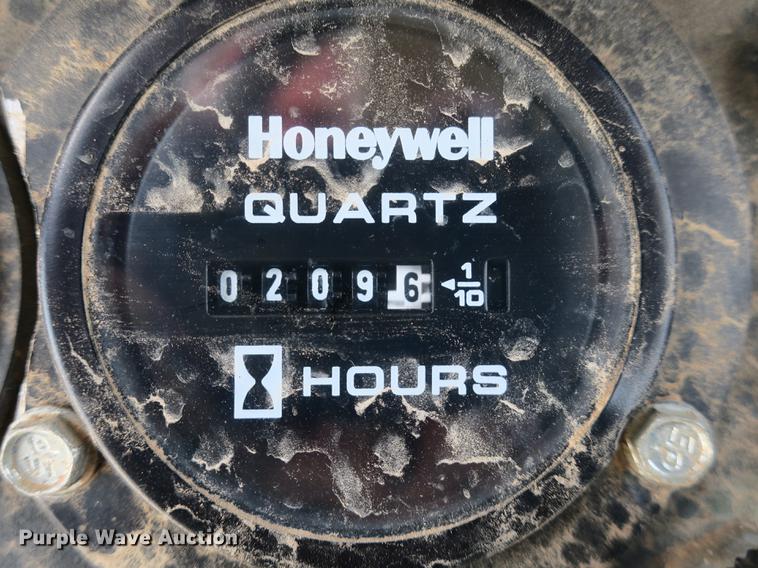 Honeywell
QUARTZ
0 2 0 9 6 ◄ 1/10
HOURS
Purple Wave Auction